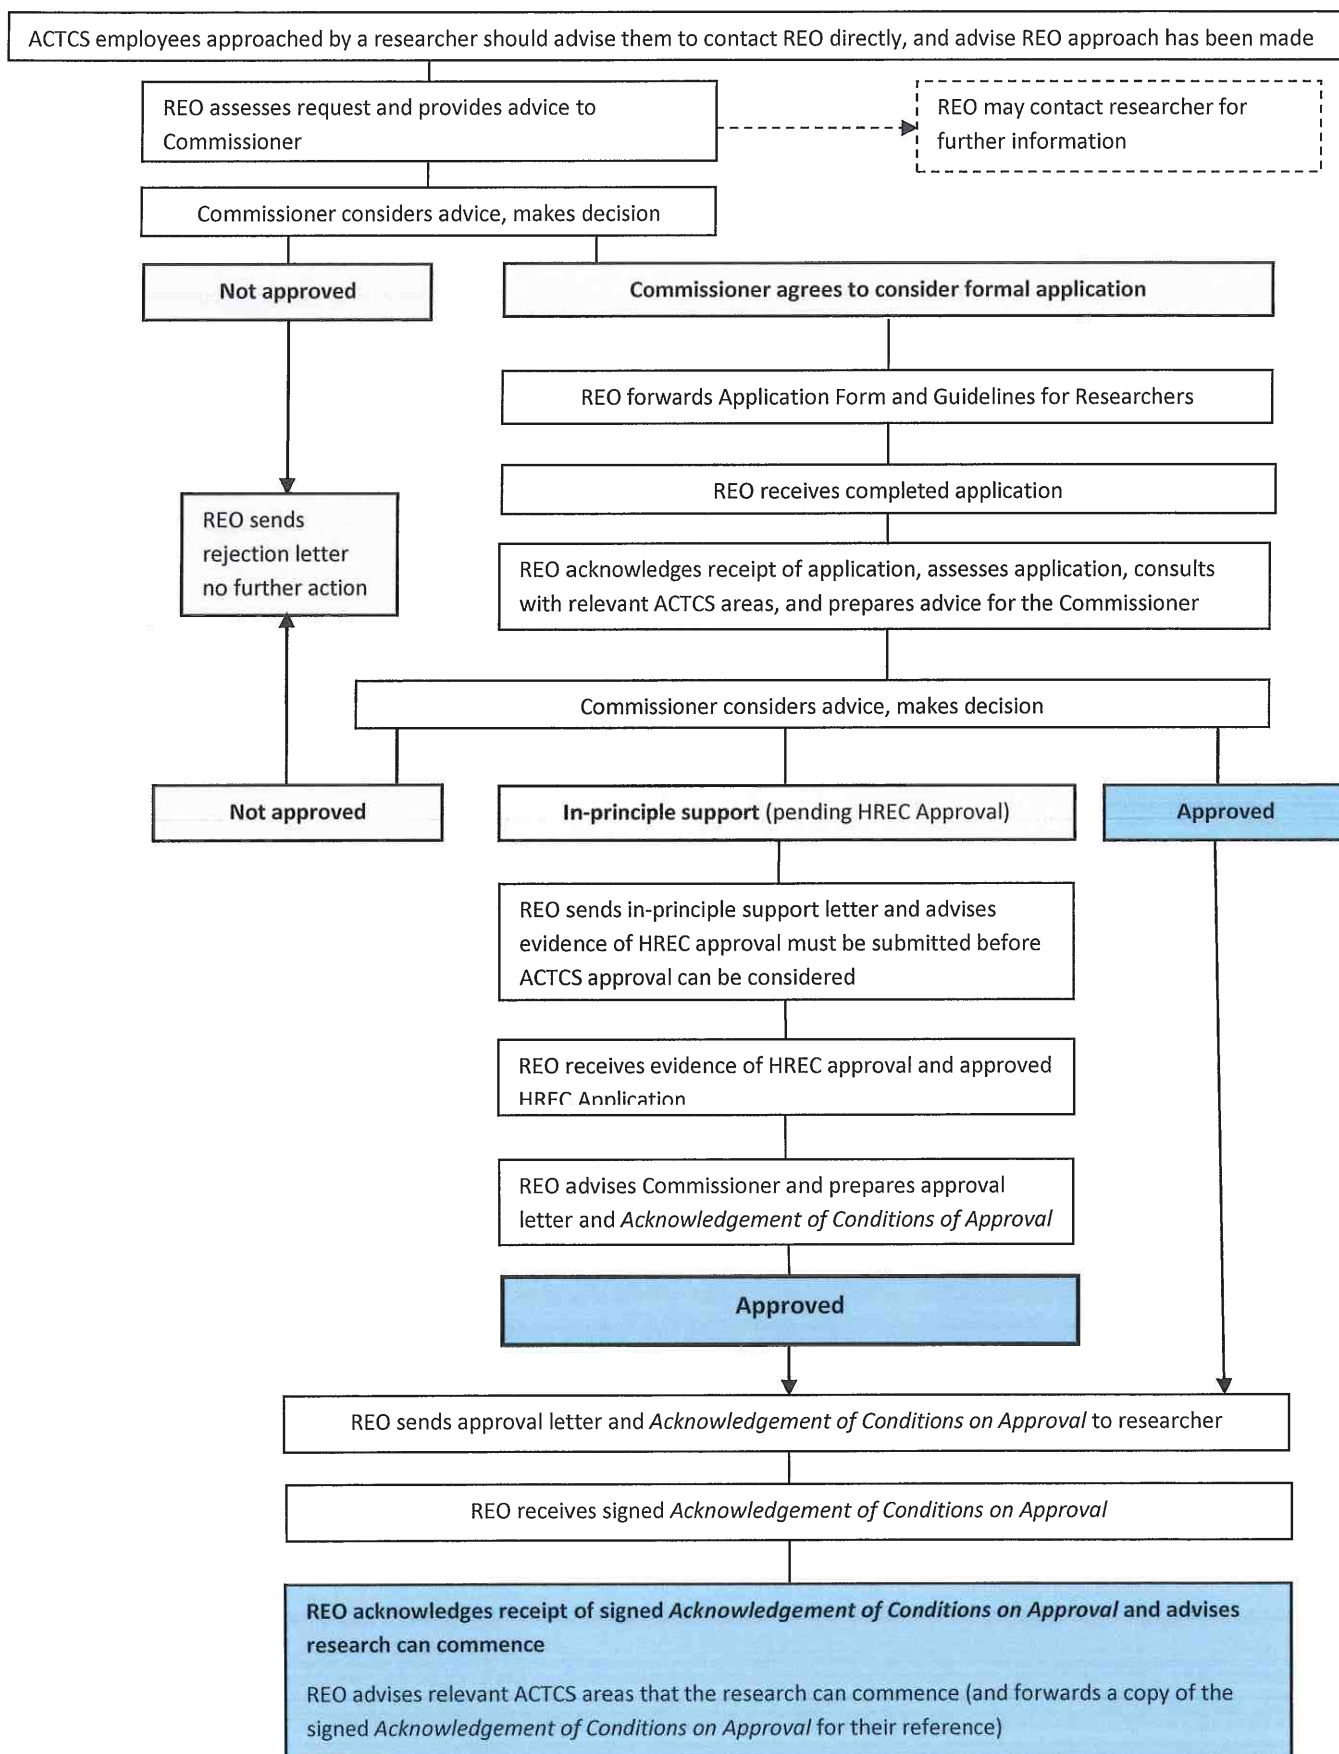 ACTCS employees approached by a researcher should advise them to contact REO directly, and advise REO approach has been made
REO assesses request and provides advice to
Commissioner
REO may contact researcher for
further information
Commissioner considers advice, makes decision
Not approved
Commissioner agrees to consider formal application
REO forwards Application Form and Guidelines for Researchers
REO receives completed application
REO sends
rejection letter
no further action
REO acknowledges receipt of application, assesses application, consults
with relevant ACTCS areas, and prepares advice for the Commissioner
Commissioner considers advice, makes decision
Not approved
In-principle support (pending HREC Approval)
Approved
REO sends in-principle support letter and advises
evidence of HREC approval must be submitted before
ACTCS approval can be considered
REO receives evidence of HREC approval and approved
HREC Application
REO advises Commissioner and prepares approval
letter and Acknowledgement of Conditions of Approval
Approved
REO sends approval letter and Acknowledgement of Conditions on Approval to researcher
REO receives signed Acknowledgement of Conditions on Approval
REO acknowledges receipt of signed Acknowledgement of Conditions on Approval and advises
research can commence
REO advises relevant ACTCS areas that the research can commence (and forwards a copy of the
signed Acknowledgement of Conditions on Approval for their reference)